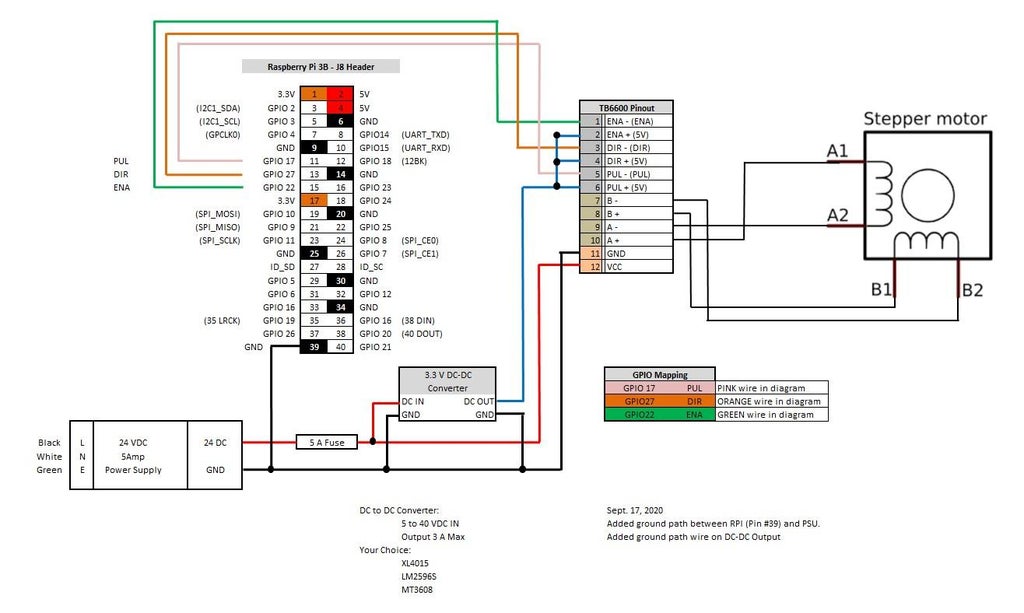 Raspberry Pi 3B - J8 Header
3.3V 1 2 5V
(I2C1_SDA) GPIO 2 3 4 5V
(I2C1_SCL) GPIO 3 5 6 GND
(GPCLK0) GPIO 4 7 8 GPIO14 (UART_TXD)
GND 9 10 GPIO15 (UART_RXD)
PUL GPIO 17 11 12 GPIO18 (12BK)
DIR GPIO 27 13 14 GND
ENA GPIO 22 15 16 GPIO 23
3.3V 17 18 GPIO 24
(SPI_MOSI) GPIO 10 19 20 GND
(SPI_MISO) GPIO 9 21 22 GPIO 25
(SPI_SCLK) GPIO 11 23 24 GPIO 8 (SPI_CE0)
GND 25 26 GPIO 7 (SPI_CE1)
ID_SD 27 28 ID_SC
GPIO 5 29 30 GND
GPIO 6 31 32 GPIO 12
GPIO 16 33 34 GND
(35 LRCK) GPIO 19 35 36 GPIO 16 (38 DIN)
GPIO 26 37 38 GPIO 20 (40 DOUT)
GND 39 40 GPIO 21
TB6600 Pinout
1 ENA - (ENA)
2 ENA + (5V)
3 DIR - (DIR)
4 DIR + (5V)
5 PUL - (PUL)
6 PUL + (5V)
7 B -
8 B +
9 A -
10 A +
11 GND
12 VCC
Stepper motor
A1
A2
B1 B2
3.3 V DC-DC
Converter
DC IN DC OUT
GND GND
GPIO Mapping
GPIO 17 PUL PINK wire in diagram
GPIO27 DIR ORANGE wire in diagram
GPIO22 ENA GREEN wire in diagram
Black L 24 VDC 24 DC
White N 5Amp
Green E Power Supply GND
5 A Fuse
DC to DC Converter:
5 to 40 VDC IN
Output 3 A Max
Your Choice:
XL4015
LM2596S
MT3608
Sept. 17, 2020
Added ground path between RPI (Pin #39) and PSU.
Added ground path wire on DC-DC Output